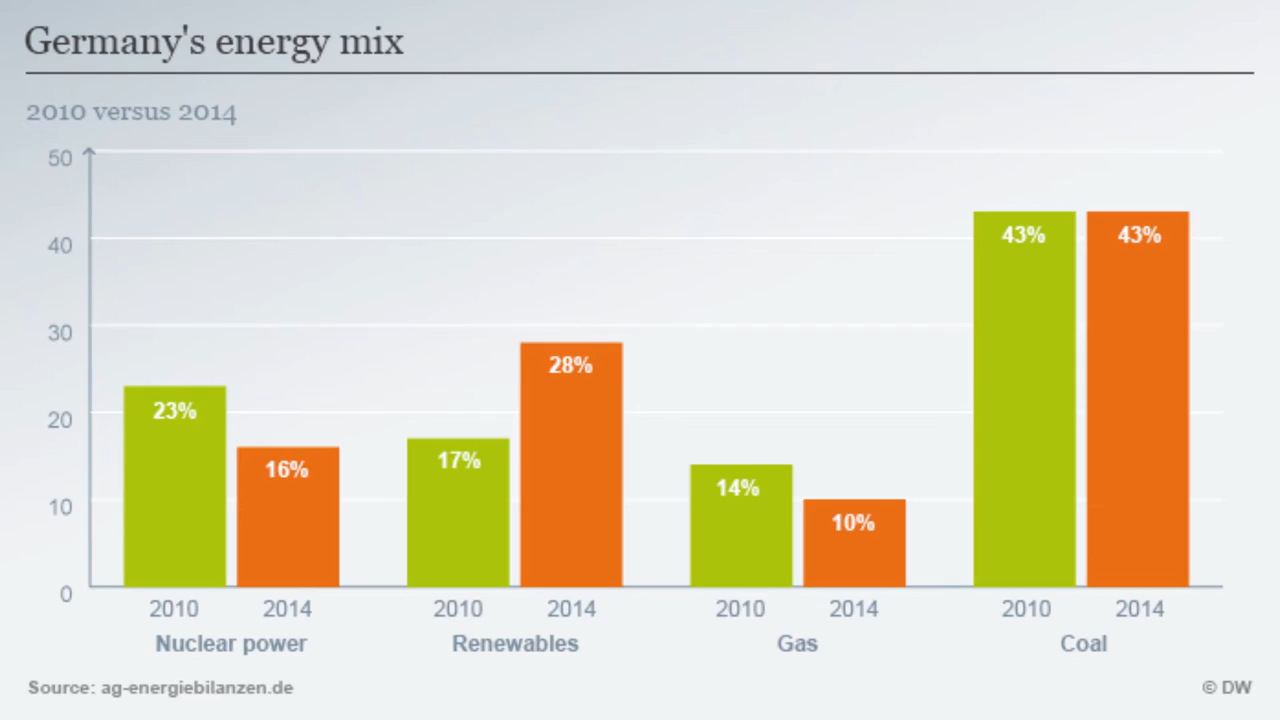 Germany's energy mix
2010 versus 2014
50
40
30
20
10
0
23%
16%
17%
28%
14%
10%
43%
43%
2010 2014 2010 2014 2010 2014 2010 2014
Nuclear power Renewables Gas Coal
Source: ag-energiebilanzen.de
© DW